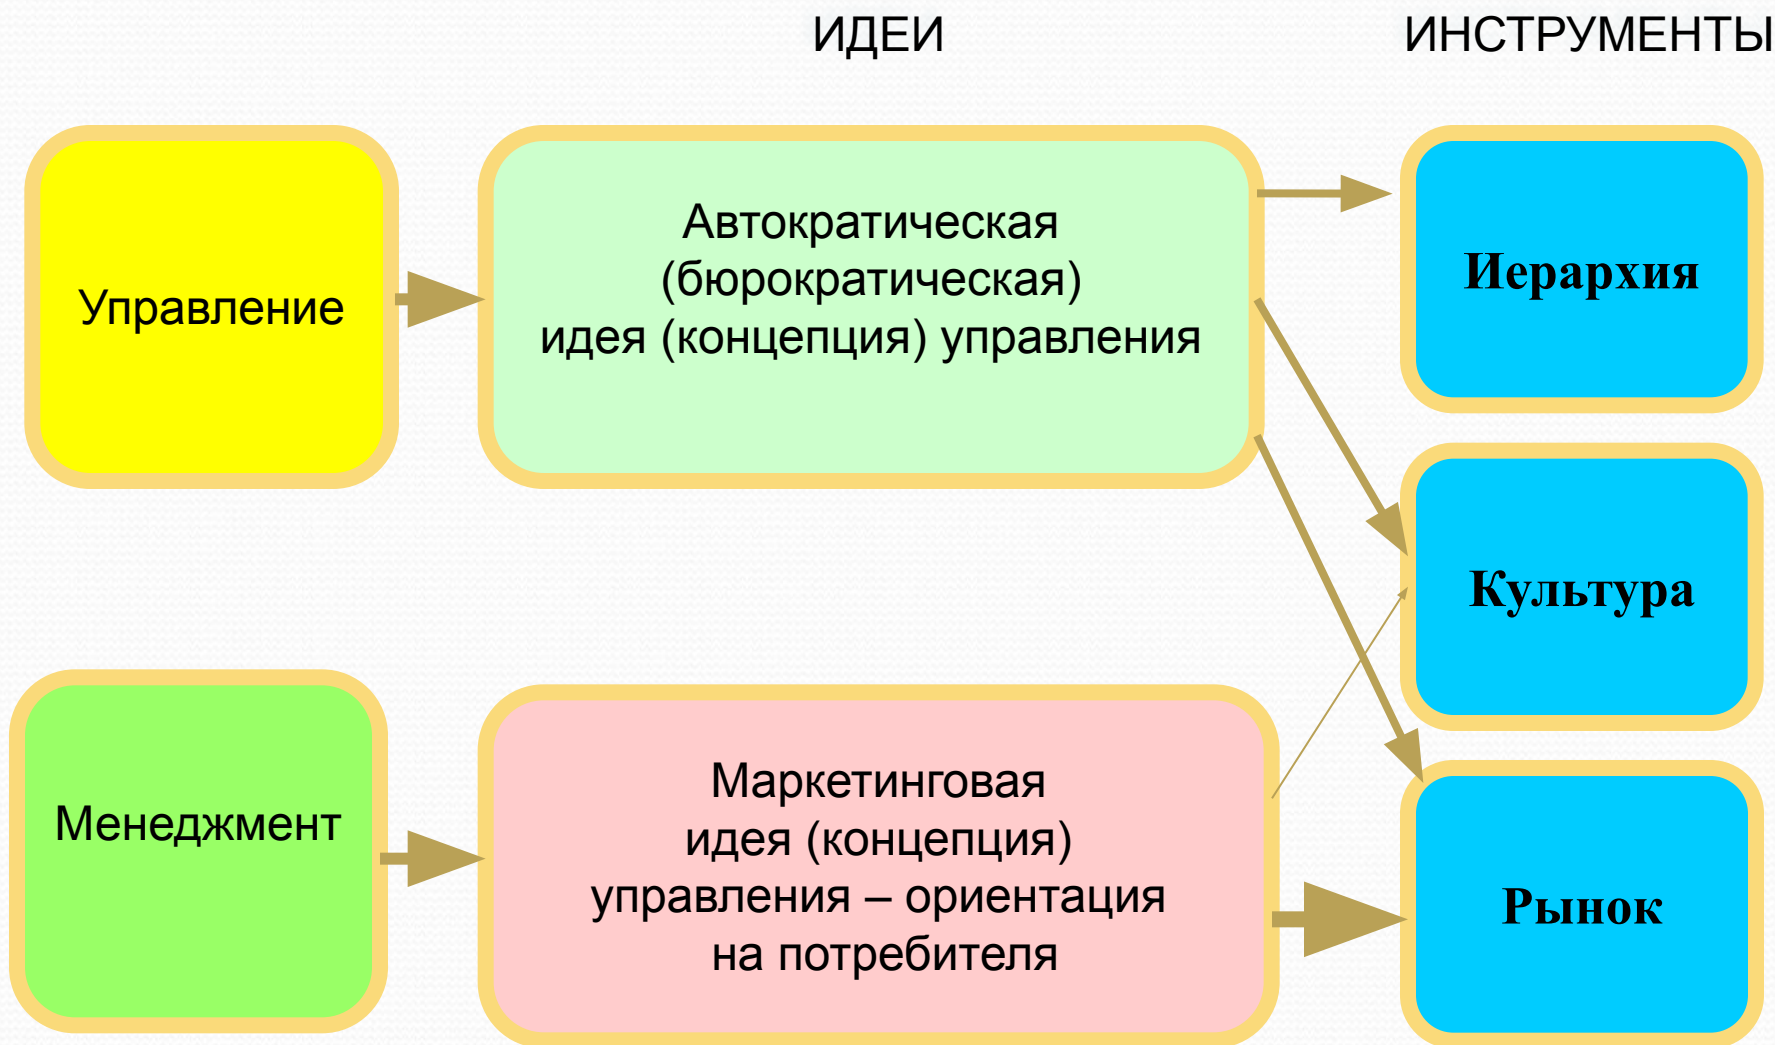 ИДЕИ
ИНСТРУМЕНТЫ
Управление
Автократическая
(бюрократическая)
идея (концепция) управления
Иерархия
Культура
Менеджмент
Маркетинговая
идея (концепция)
управления – ориентация
на потребителя
Рынок